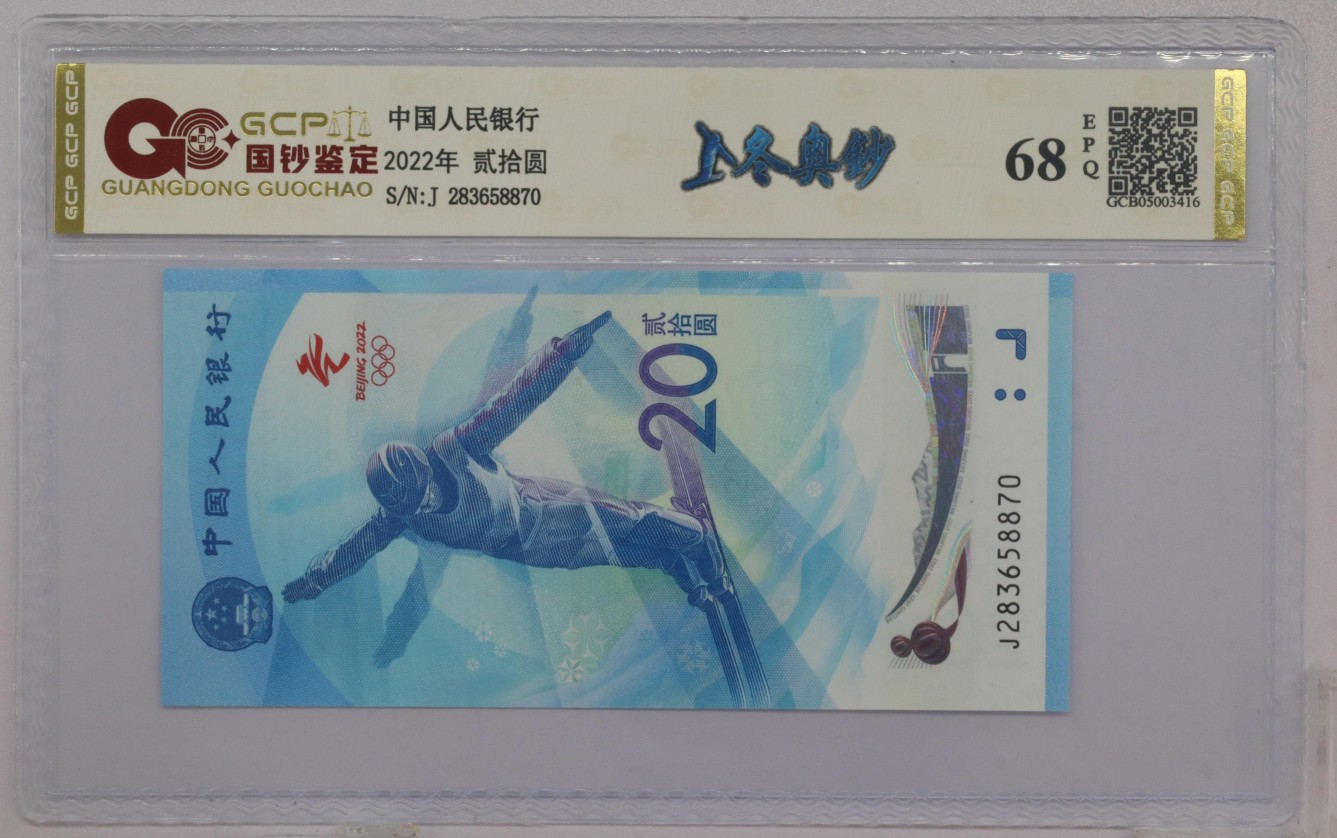 GCP GCP GCP
GCP
国钞鉴定
GUANGDONG GUOCHAO
中国人民银行
2022年 贰拾圆
S/N:J 283658870
冬奥钞
68
EPQ
GCB05003416
GCP GCP GCP
中国人民银行
BEIJING 2022
贰拾圆
20
J283658870